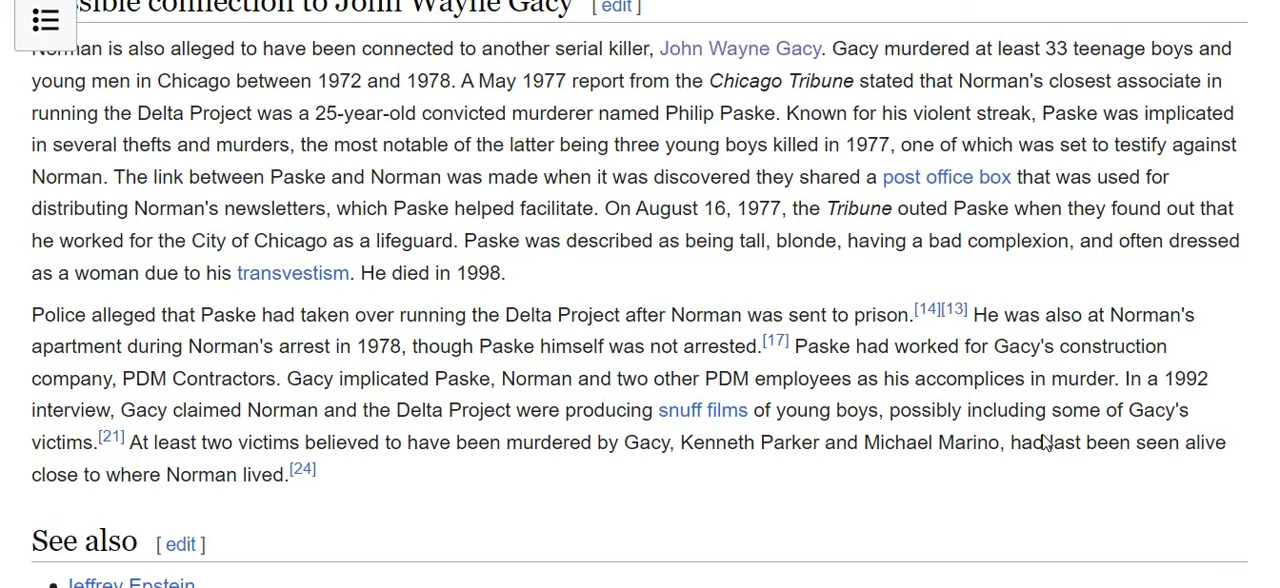 sible connection to John Wayne Gacy [ edit ]
Norman is also alleged to have been connected to another serial killer, John Wayne Gacy. Gacy murdered at least 33 teenage boys and
young men in Chicago between 1972 and 1978. A May 1977 report from the Chicago Tribune stated that Norman's closest associate in
running the Delta Project was a 25-year-old convicted murderer named Philip Paske. Known for his violent streak, Paske was implicated
in several thefts and murders, the most notable of the latter being three young boys killed in 1977, one of which was set to testify against
Norman. The link between Paske and Norman was made when it was discovered they shared a post office box that was used for
distributing Norman's newsletters, which Paske helped facilitate. On August 16, 1977, the Tribune outed Paske when they found out that
he worked for the City of Chicago as a lifeguard. Paske was described as being tall, blonde, having a bad complexion, and often dressed
as a woman due to his transvestism. He died in 1998.
Police alleged that Paske had taken over running the Delta Project after Norman was sent to prison.[14][13] He was also at Norman's
apartment during Norman's arrest in 1978, though Paske himself was not arrested.[17] Paske had worked for Gacy's construction
company, PDM Contractors. Gacy implicated Paske, Norman and two other PDM employees as his accomplices in murder. In a 1992
interview, Gacy claimed Norman and the Delta Project were producing snuff films of young boys, possibly including some of Gacy's
victims.[21] At least two victims believed to have been murdered by Gacy, Kenneth Parker and Michael Marino, had last been seen alive
close to where Norman lived.[24]
See also [ edit ]
Jeffrey Epstein